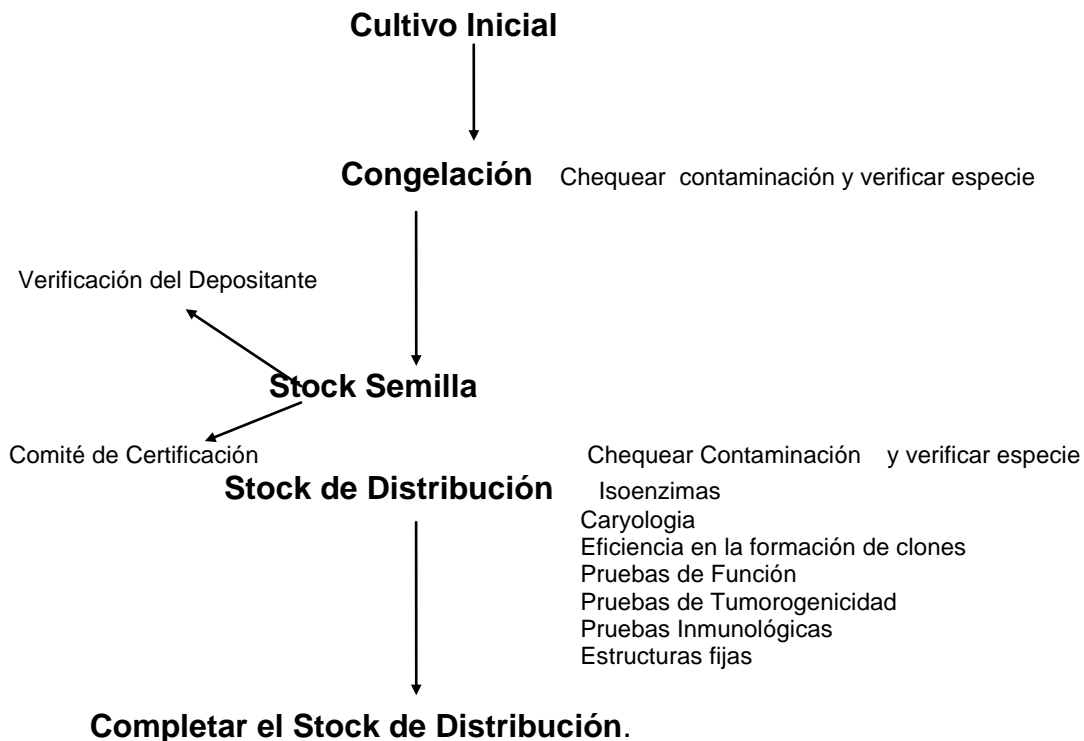 Cultivo Inicial
Congelación Chequear contaminación y verificar especie
Verificación del Depositante
Stock Semilla
Comité de Certificación Chequear Contaminación y verificar especie
Stock de Distribución Isoenzimas
Caryologia
Eficiencia en la formación de clones
Pruebas de Función
Pruebas de Tumorogenicidad
Pruebas Inmunológicas
Estructuras fijas
Completar el Stock de Distribución.